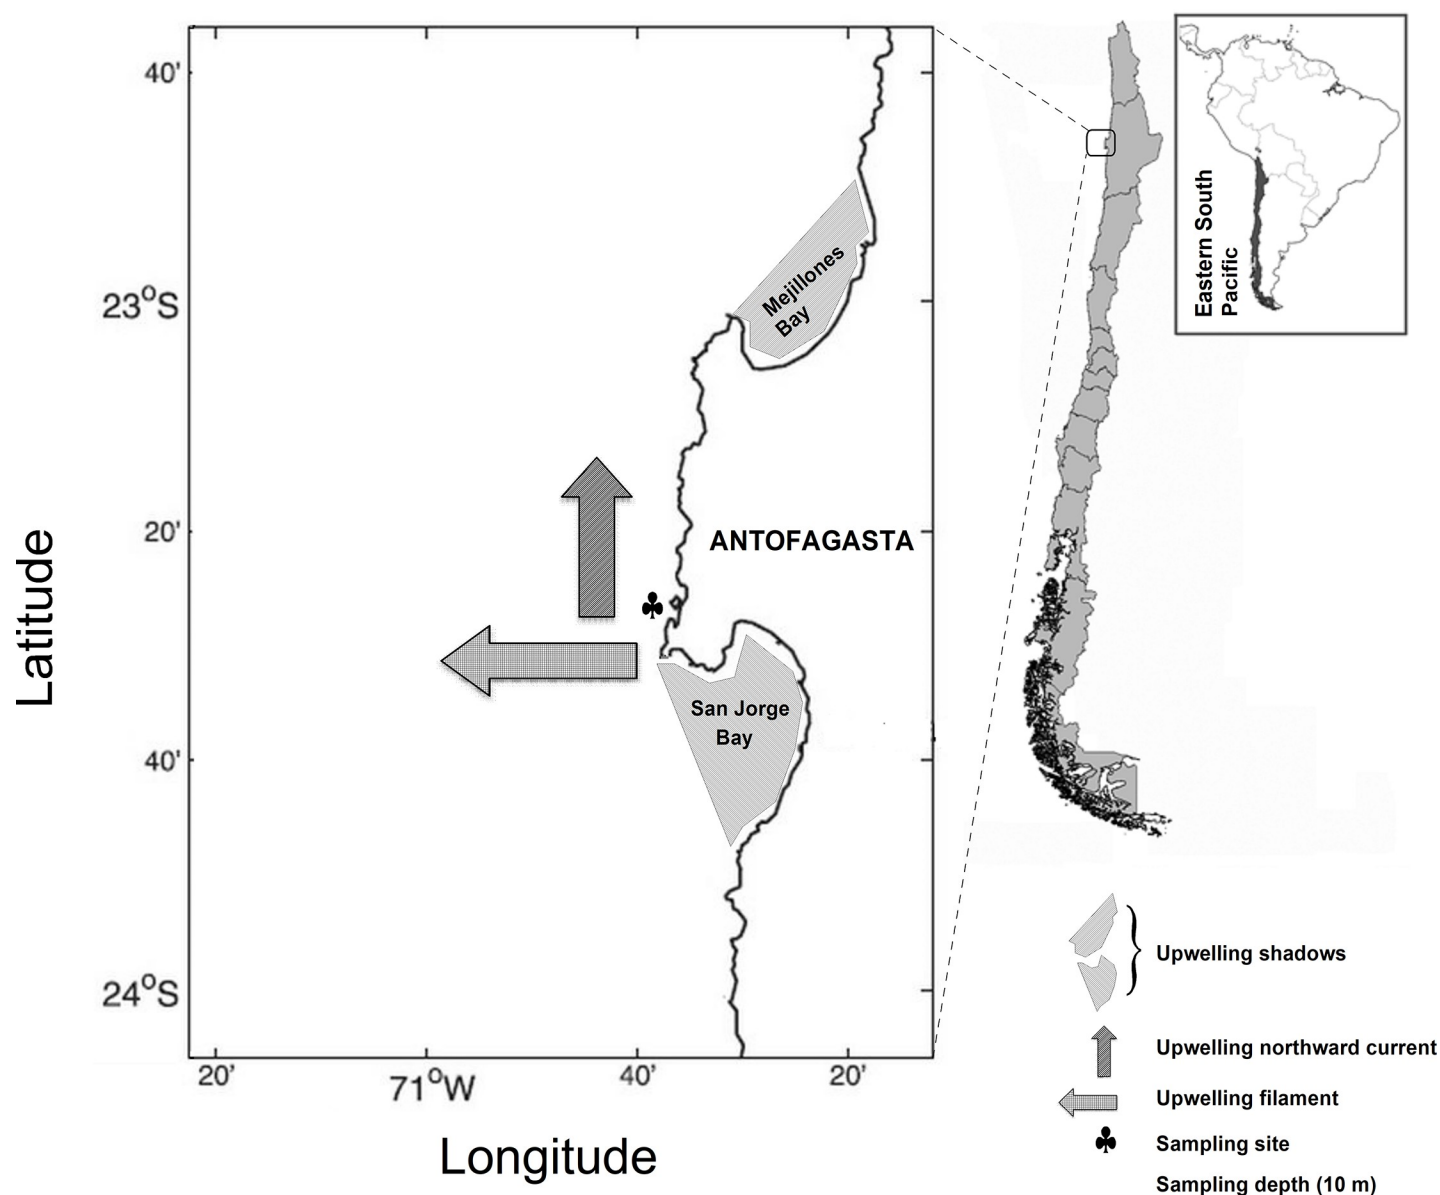 Latitude
40'
23°S
20'
40'
24°S
Mejillones
Bay
ANTOFAGASTA
San Jorge
Bay
20'
71°W
40'
20'
Longitude
Eastern South
Pacific
Upwelling shadows
Upwelling northward current
Upwelling filament
Sampling site
Sampling depth (10 m)